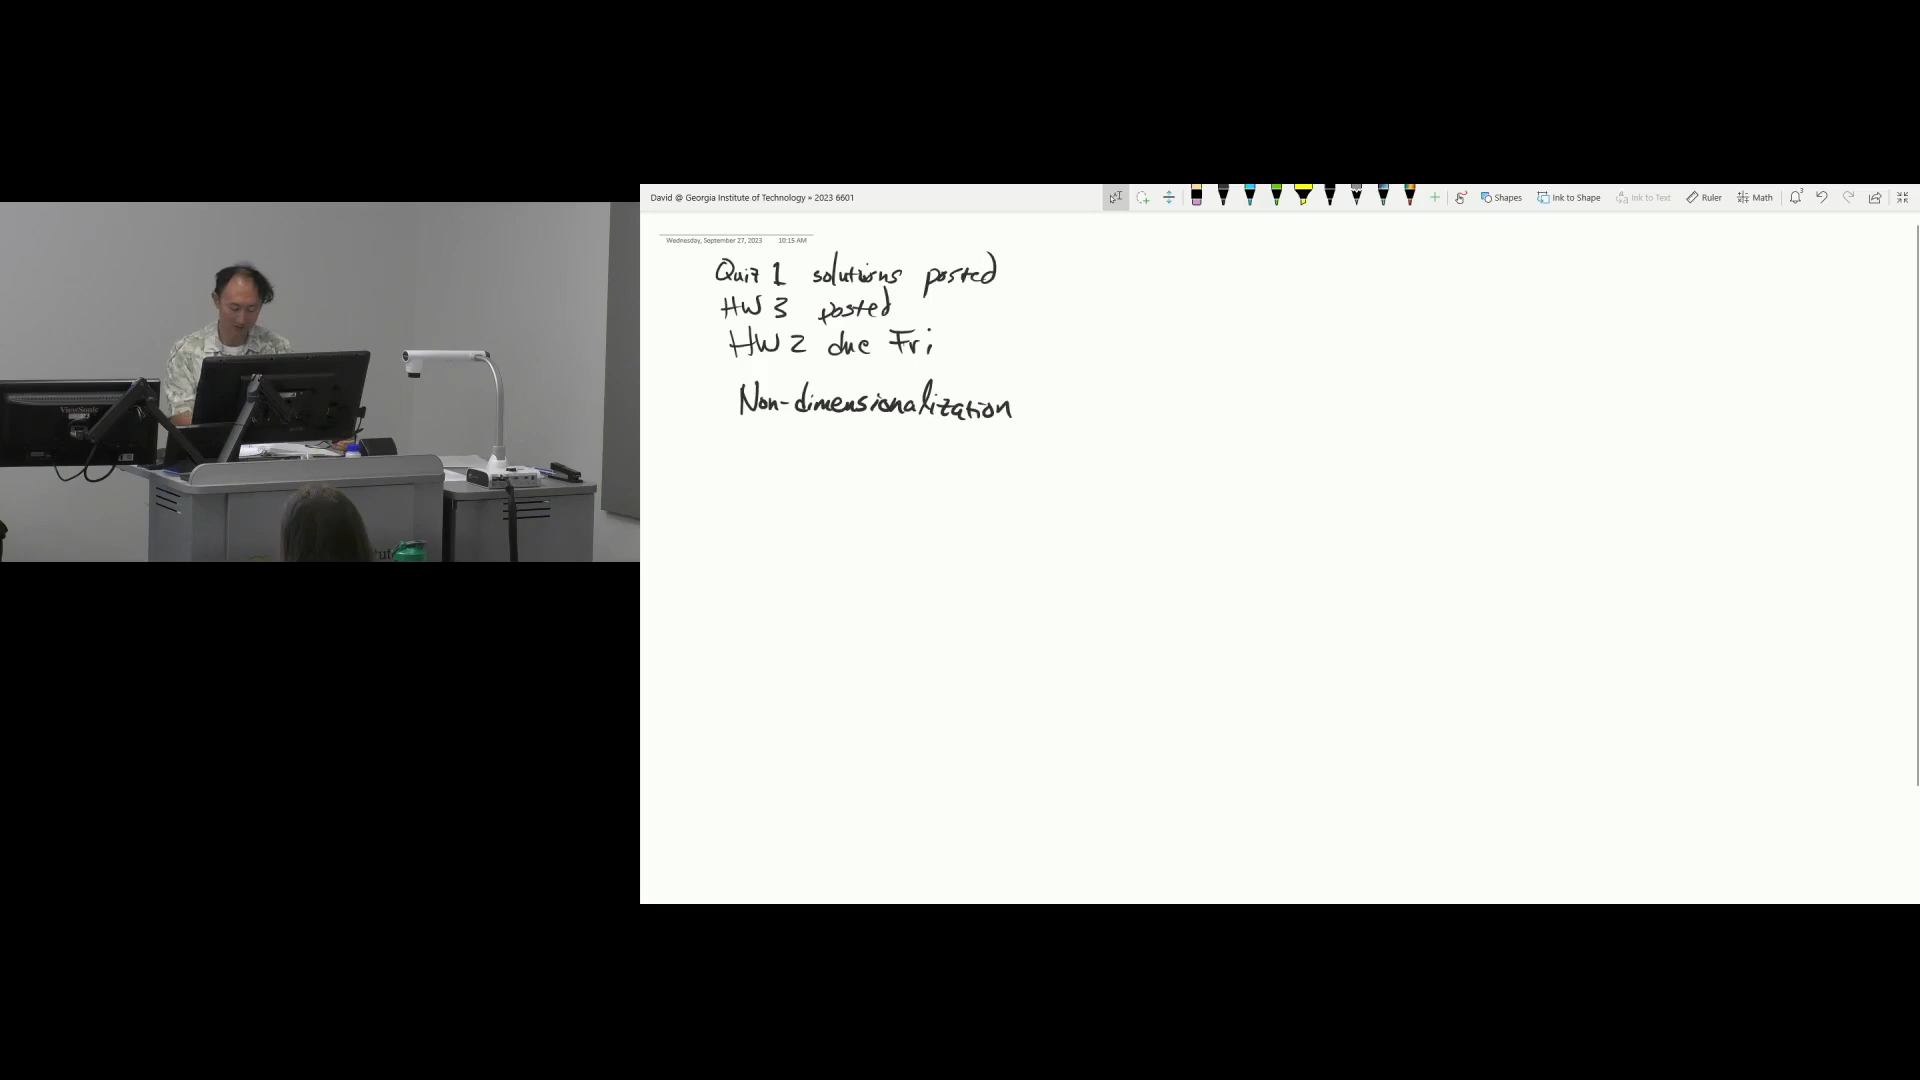 David @ Georgia Institute of Technology » 2023 6601
Shapes
Ink to Shape
Ink to Text
Ruler
Math
Wednesday, September 27, 2023 10:15 AM
Quiz 1 solutions posted
HW 3 posted
HW 2 due Fri
Non-dimensionalization
ViewSonic